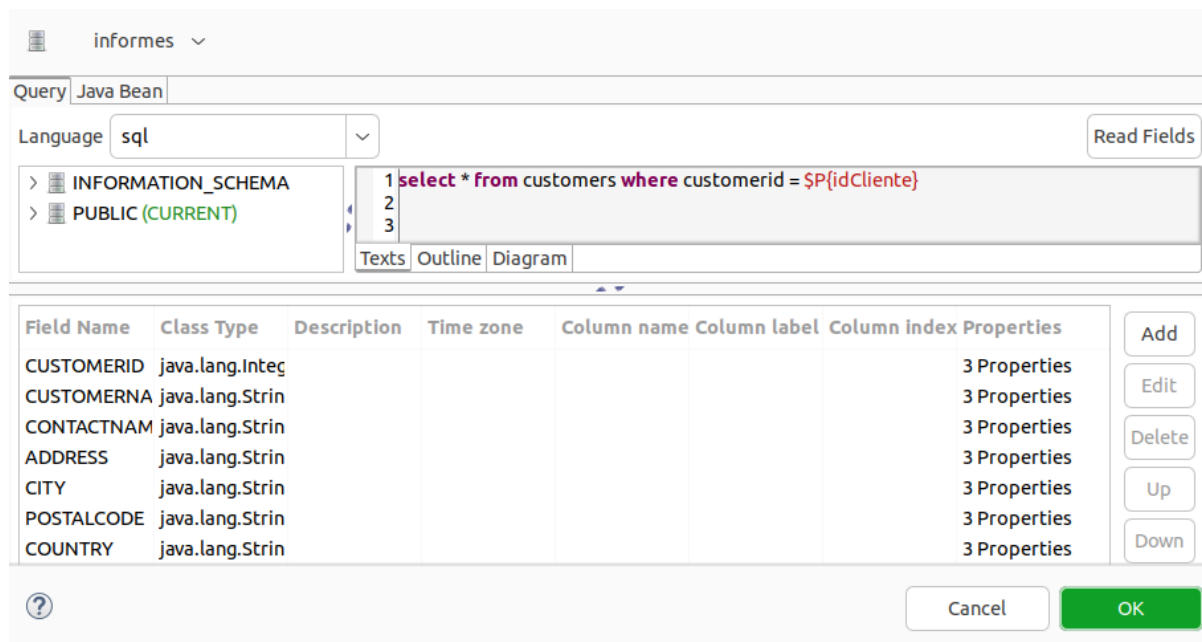 informes
Query Java Bean
Language sql Read Fields
INFORMATION_SCHEMA
PUBLIC (CURRENT)
1 select * from customers where customerid = $P{idCliente}
2
3
Texts Outline Diagram
Field Name Class Type Description Time zone Column name Column label Column index Properties
CUSTOMERID java.lang.Integ 3 Properties
CUSTOMERNA java.lang.Strin 3 Properties
CONTACTNAM java.lang.Strin 3 Properties
ADDRESS java.lang.Strin 3 Properties
CITY java.lang.Strin 3 Properties
POSTALCODE java.lang.Strin 3 Properties
COUNTRY java.lang.Strin 3 Properties
Add
Edit
Delete
Up
Down
? Cancel OK